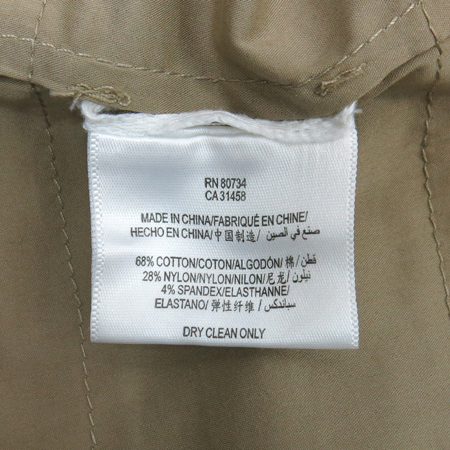 RN 80734
CA 31458
MADE IN CHINA/FABRIQUÉ EN CHINE/
HECHO EN CHINA/中国制造/ صنع في الصين/
68% COTTON/COTON/ALGODÓN/棉/قطن
28% NYLON/NYLON/NILON/尼龙/نيلون
4% SPANDEX/ELASTHANNE/
ELASTANO/弹性纤维/سباندكس
DRY CLEAN ONLY